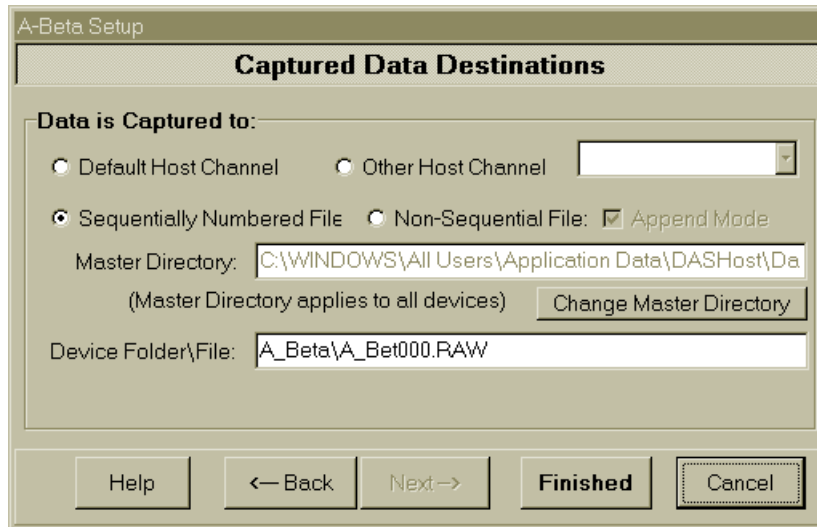 A-Beta Setup
Captured Data Destinations
Data is Captured to:
Default Host Channel Other Host Channel
Sequentially Numbered File Non-Sequential File: Append Mode
Master Directory: C:\WINDOWS\All Users\Application Data\DASHost\Da
(Master Directory applies to all devices) Change Master Directory
Device Folder\File: A_Beta\A_Bet000.RAW
Help <— Back Next —> Finished Cancel